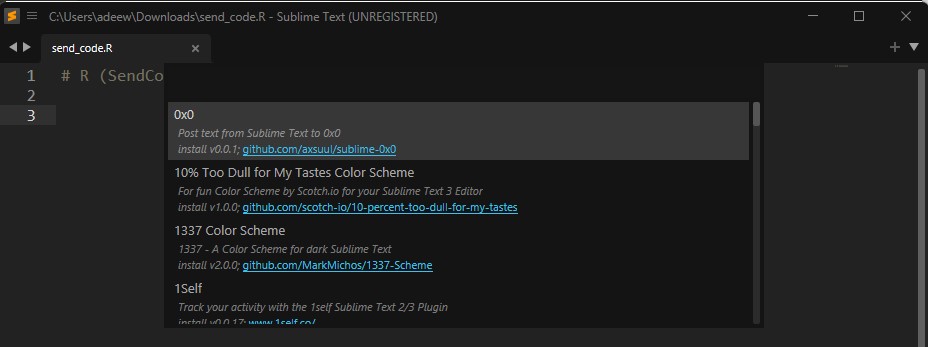 C:\Users\adeew\Downloads\send_code.R - Sublime Text (UNREGISTERED)
send_code.R
1 # R (SendCo
2
3
0x0
Post text from Sublime Text to 0x0
install v0.0.1; github.com/axsuul/sublime-0x0
10% Too Dull for My Tastes Color Scheme
For fun Color Scheme by Scotch.io for your Sublime Text 3 Editor
install v1.0.0; github.com/scotch-io/10-percent-too-dull-for-my-tastes
1337 Color Scheme
1337 - A Color Scheme for dark Sublime Text
install v2.0.0; github.com/MarkMichos/1337-Scheme
1Self
Track your activity with the 1self Sublime Text 2/3 Plugin
install v0.0.17; www.1self.co/